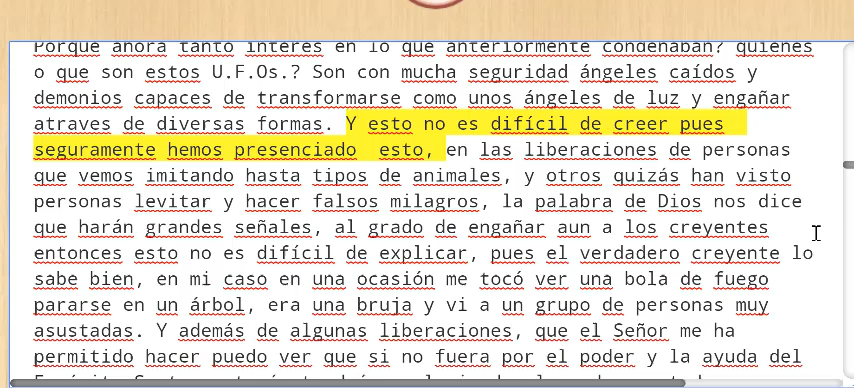 Porque ahora tanto interes en lo que anteriormente condenaban? quienes
o que son estos U.F.Os.? Son con mucha seguridad ángeles caídos y
demonios capaces de transformarse como unos ángeles de luz y engañar
atraves de diversas formas. Y esto no es difícil de creer pues
seguramente hemos presenciado esto, en las liberaciones de personas
que vemos imitando hasta tipos de animales, y otros quizás han visto
personas levitar y hacer falsos milagros, la palabra de Dios nos dice
que harán grandes señales, al grado de engañar aun a los creyentes
entonces esto no es difícil de explicar, pues el verdadero creyente lo
sabe bien, en mi caso en una ocasión me tocó ver una bola de fuego
pararse en un árbol, era una bruja y vi a un grupo de personas muy
asustadas. Y además de algunas liberaciones, que el Señor me ha
permitido hacer puedo ver que si no fuera por el poder y la ayuda del